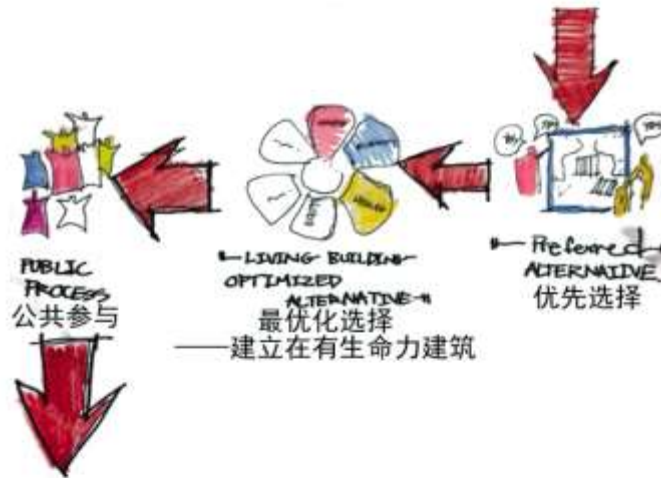 PUBLIC
PROCESS
公共参与
LIVING BUILDING
OPTIMIZED
ALTERNATIVE
最优化选择
——建立在有生命力建筑
Preferred
ALTERNATIVE
优先选择